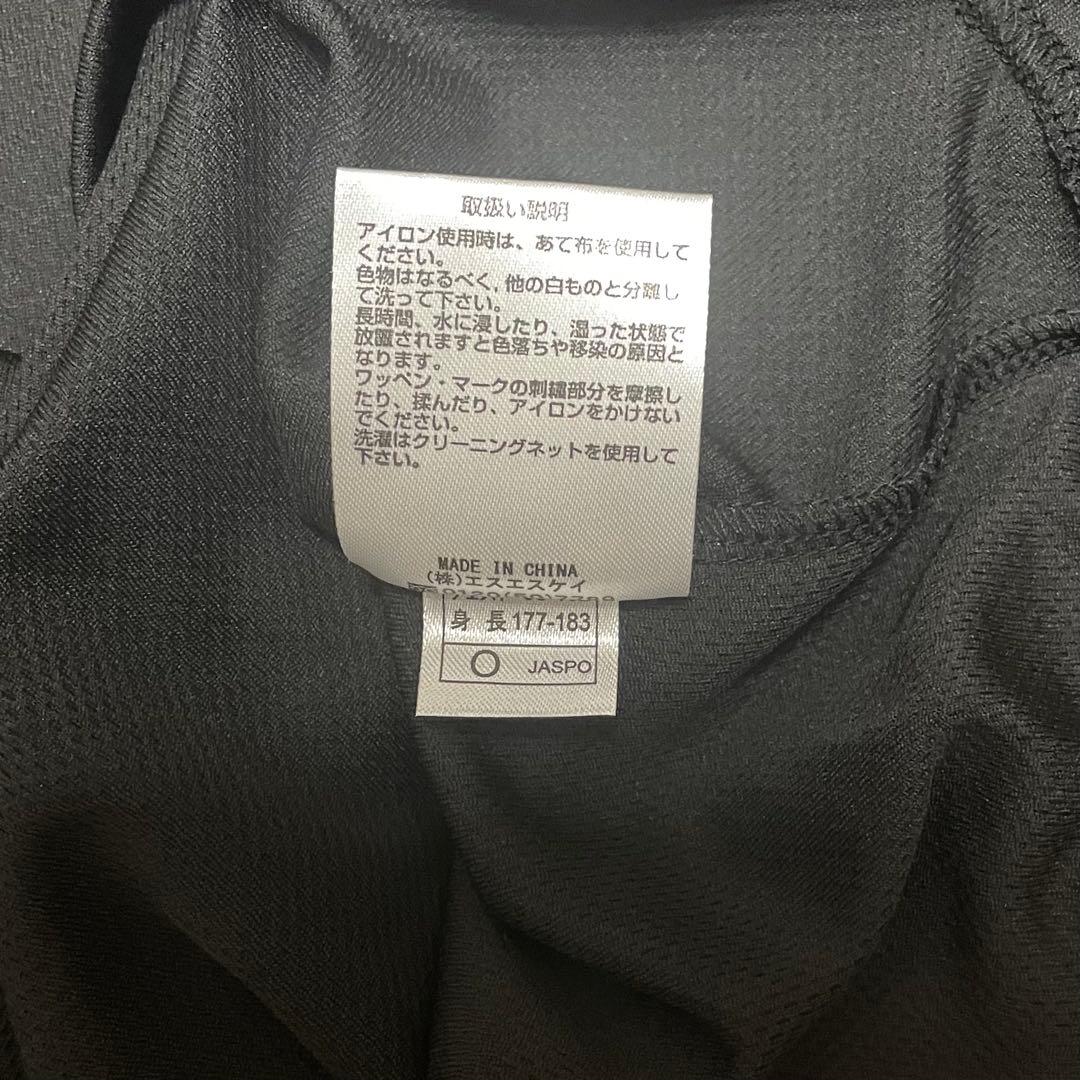 取扱い説明
アイロン使用時は、あて布を使用して
ください。
色物はなるべく,他の白ものと分離し
て洗って下さい。
長時間、水に浸したり、湿った状態で
放置されますと色落ちや移染の原因と
なります。
ワッペン・マークの刺繡部分を摩擦し
たり、揉んだり、アイロンをかけない
でください。
洗濯はクリーニングネットを使用して
下さい。
MADE IN CHINA
(株)エスエスケイ
身 長 177-183
O JASPO